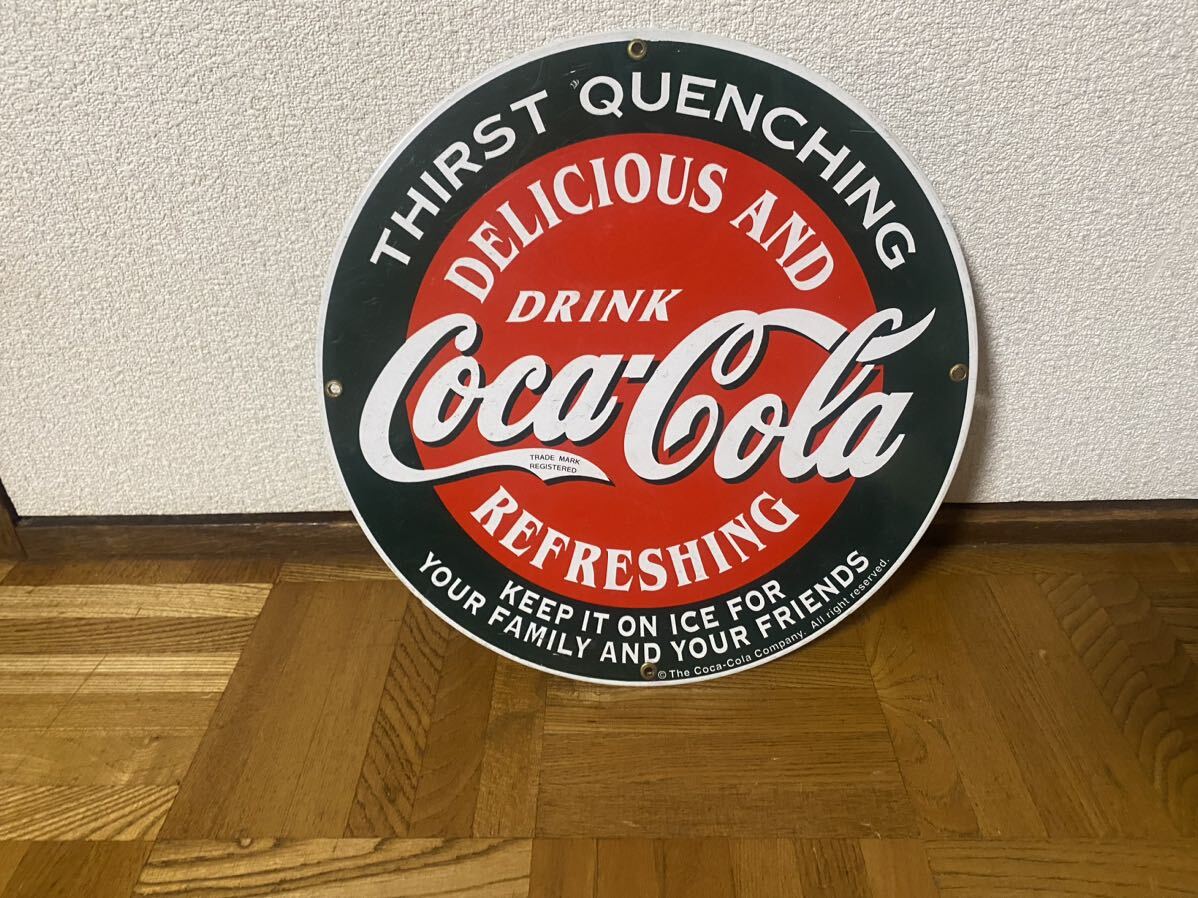 THIRST QUENCHING
DELICIOUS AND
DRINK
Coca-Cola
TRADE MARK
REGISTERED
REFRESHING
KEEP IT ON ICE FOR
YOUR FAMILY AND YOUR FRIENDS
© The Coca-Cola Company. All right reserved.